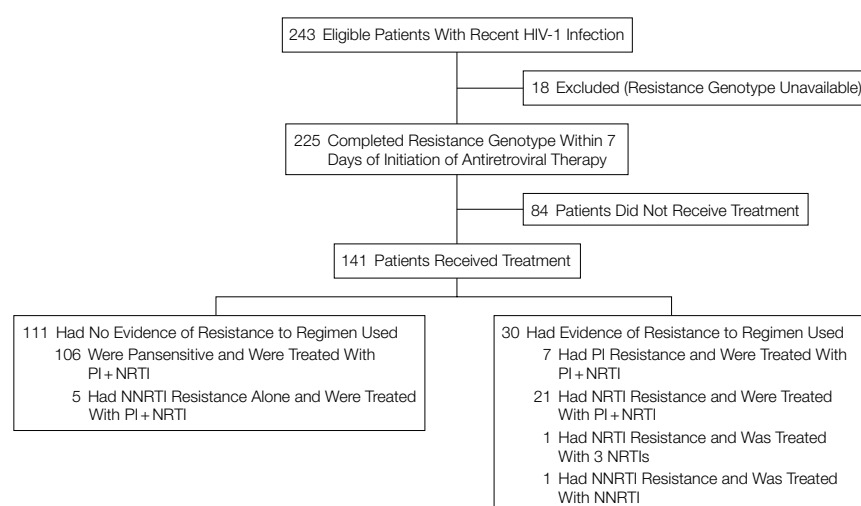 243 Eligible Patients With Recent HIV-1 Infection
18 Excluded (Resistance Genotype Unavailable)
225 Completed Resistance Genotype Within 7
Days of Initiation of Antiretroviral Therapy
84 Patients Did Not Receive Treatment
141 Patients Received Treatment
111 Had No Evidence of Resistance to Regimen Used
106 Were Pansensitive and Were Treated With
PI+NRTI
5 Had NNRTI Resistance Alone and Were Treated
With PI+NRTI
30 Had Evidence of Resistance to Regimen Used
7 Had PI Resistance and Were Treated With
PI+NRTI
21 Had NRTI Resistance and Were Treated
With PI+NRTI
1 Had NRTI Resistance and Was Treated
With 3 NRTIs
1 Had NNRTI Resistance and Was Treated
With NNRTI